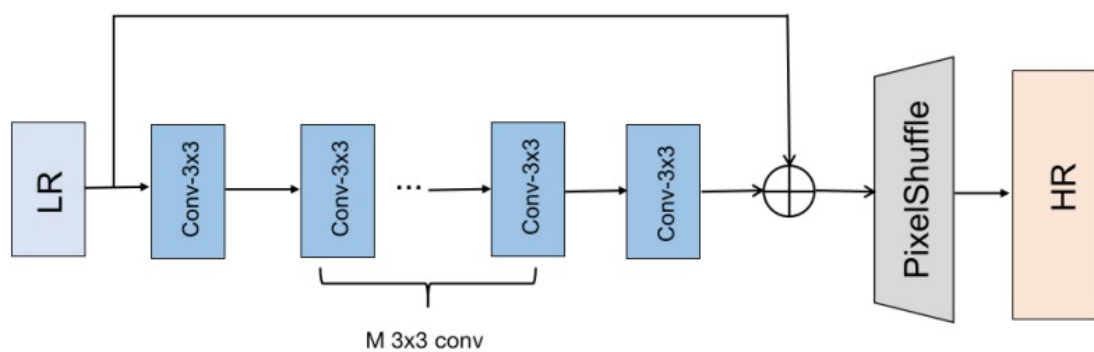 LR
Conv-3x3
Conv-3x3
...
Conv-3x3
Conv-3x3
PixelShuffle
HR
M 3x3 conv